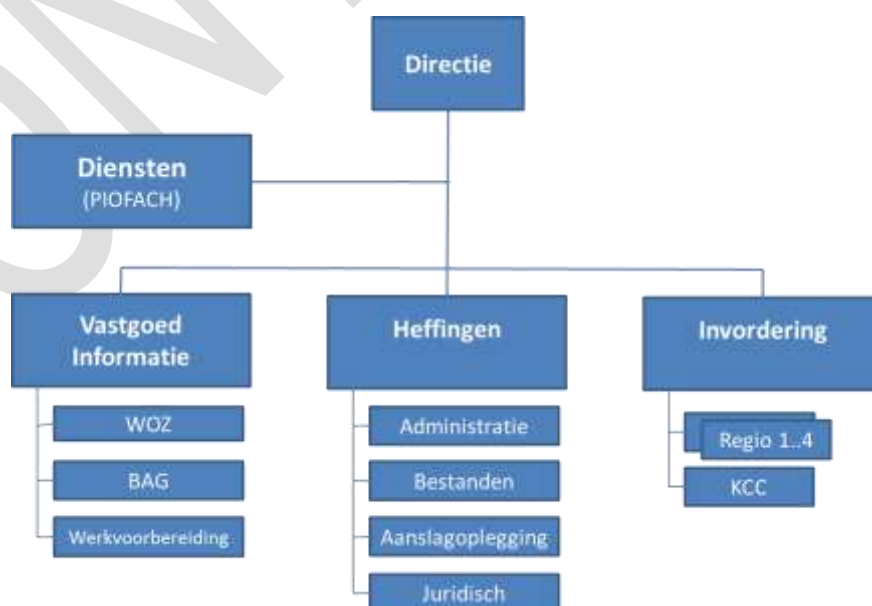 Directie
Diensten
(PIOFACH)
Vastgoed
Informatie
Heffingen
Invordering
WOZ
BAG
Werkvoorbereiding
Administratie
Bestanden
Aanslagoplegging
Juridisch
Regio 1..4
KCC